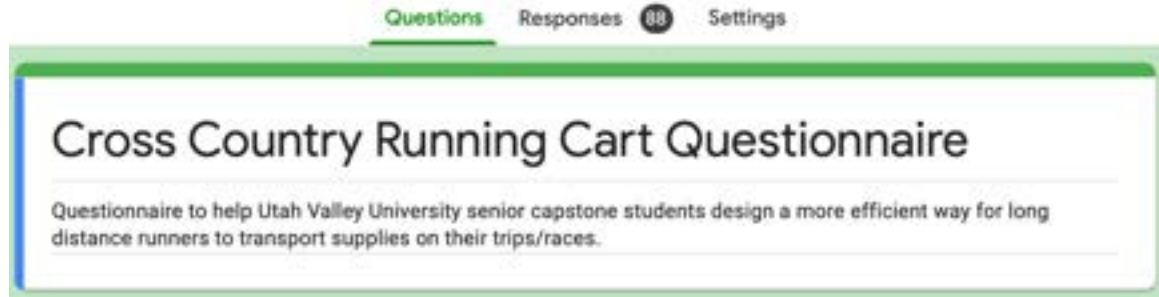 Questions Responses 88 Settings
Cross Country Running Cart Questionnaire
Questionnaire to help Utah Valley University senior capstone students design a more efficient way for long
distance runners to transport supplies on their trips/races.